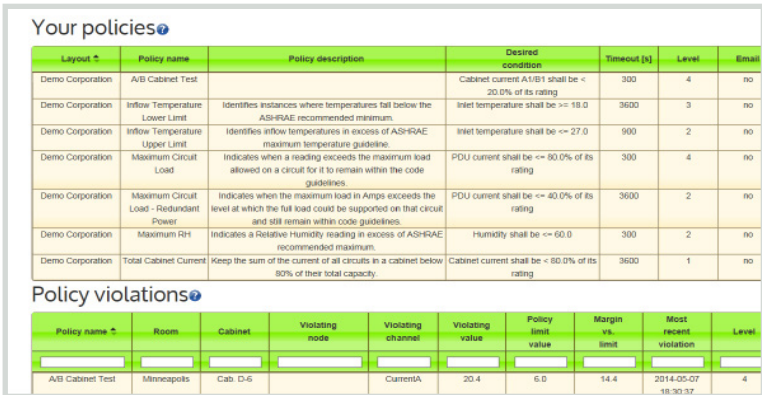 Your policies
Layout Policy name Policy description Desired condition Timeout [s] Level Email
Demo Corporation A/B Cabinet Test Cabinet current A1/B1 shall be < 20.0% of its rating 300 4 no
Demo Corporation Inflow Temperature Lower Limit Identifies instances where temperatures fall below the ASHRAE recommended minimum. Inlet temperature shall be >= 18.0 3600 3 no
Demo Corporation Inflow Temperature Upper Limit Identifies inflow temperatures in excess of ASHRAE maximum temperature guideline. Inlet temperature shall be <= 27.0 900 2 no
Demo Corporation Maximum Circuit Load Indicates when a reading exceeds the maximum load allowed on a circuit for it to remain within the code guidelines. PDU current shall be <= 80.0% of its rating 300 4 no
Demo Corporation Maximum Circuit Load - Redundant Power Indicates when the maximum load in Amps exceeds the level at which the full load could be supported on that circuit and still remain within code guidelines. PDU current shall be <= 40.0% of its rating 3600 2 no
Demo Corporation Maximum RH Indicates a Relative Humidity reading in excess of ASHRAE recommended maximum. Humidity shall be <= 60.0 300 2 no
Demo Corporation Total Cabinet Current Keep the sum of the current of all circuits in a cabinet below 80% of their total capacity. Cabinet current shall be < 80.0% of its rating 3600 1 no
Policy violations
Policy name Room Cabinet Violating node Violating channel Violating value Policy limit value Margin vs. limit Most recent violation Level
A/B Cabinet Test Minneapolis Cab. D-6 CurrentA 20.4 6.0 14.4 2014-05-07 18:30:37 4